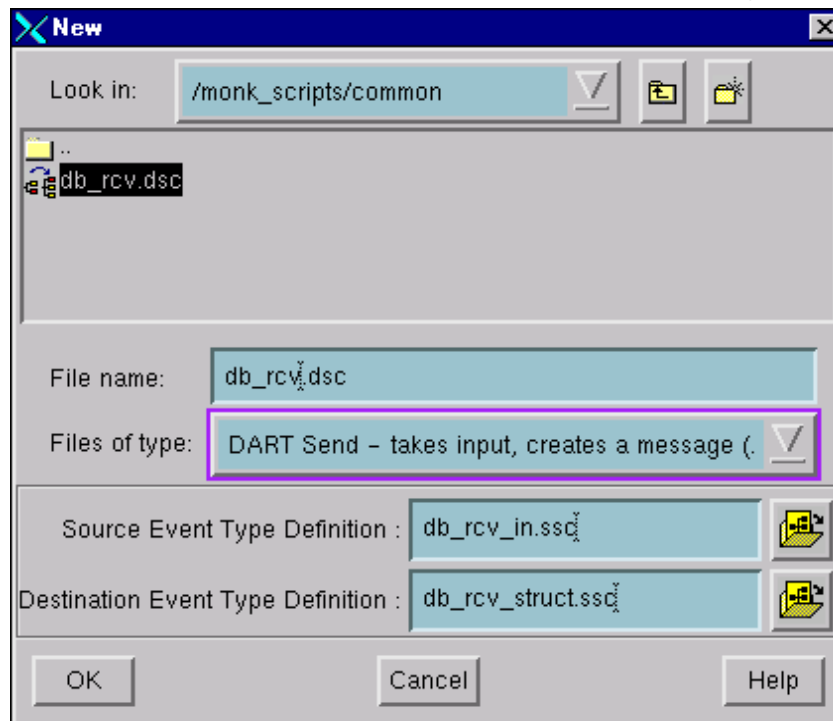 New
Look in: /monk_scripts/common
..
db_rcv.dsc
File name: db_rcv.dsc
Files of type: DART Send – takes input, creates a message (.
Source Event Type Definition : db_rcv_in.ssc
Destination Event Type Definition : db_rcv_struct.ssc
OK Cancel Help